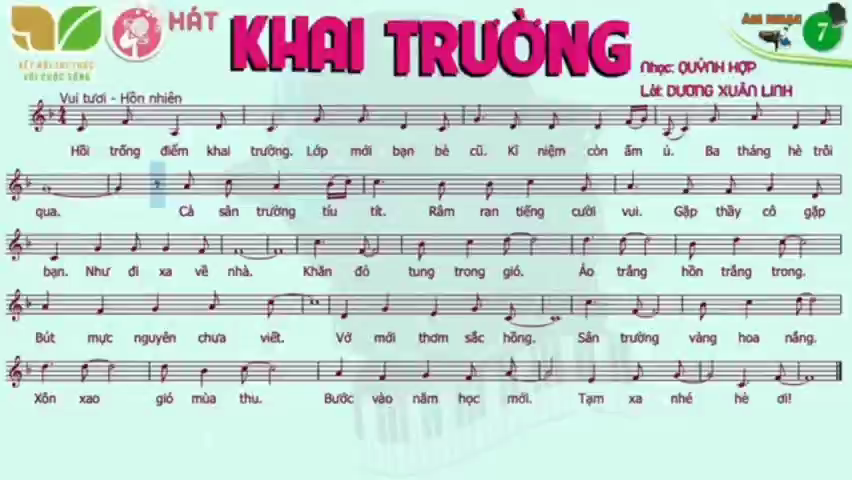 KẾT NỐI TRI THỨC
VỚI CUỘC SỐNG
HÁT
KHAI TRƯỜNG
ÂM NHẠC 7
Nhạc: QUỲNH HỢP
Lời: DƯƠNG XUÂN LINH
Vui tươi - Hồn nhiên
Hồi trống điểm khai trường. Lớp mới bạn bè cũ. Kỉ niệm còn ấm ủ. Ba tháng hè trôi
qua. Cả sân trường tíu tít. Râm ran tiếng cười vui. Gặp thầy cô gặp
bạn. Như đi xa về nhà. Khăn đỏ tung trong gió. Áo trắng hồn trắng trong.
Bút mực nguyên chưa viết. Vở mới thơm sắc hồng. Sân trường vàng hoa nắng.
Xôn xao gió mùa thu. Bước vào năm học mới. Tạm xa nhé hè ơi!